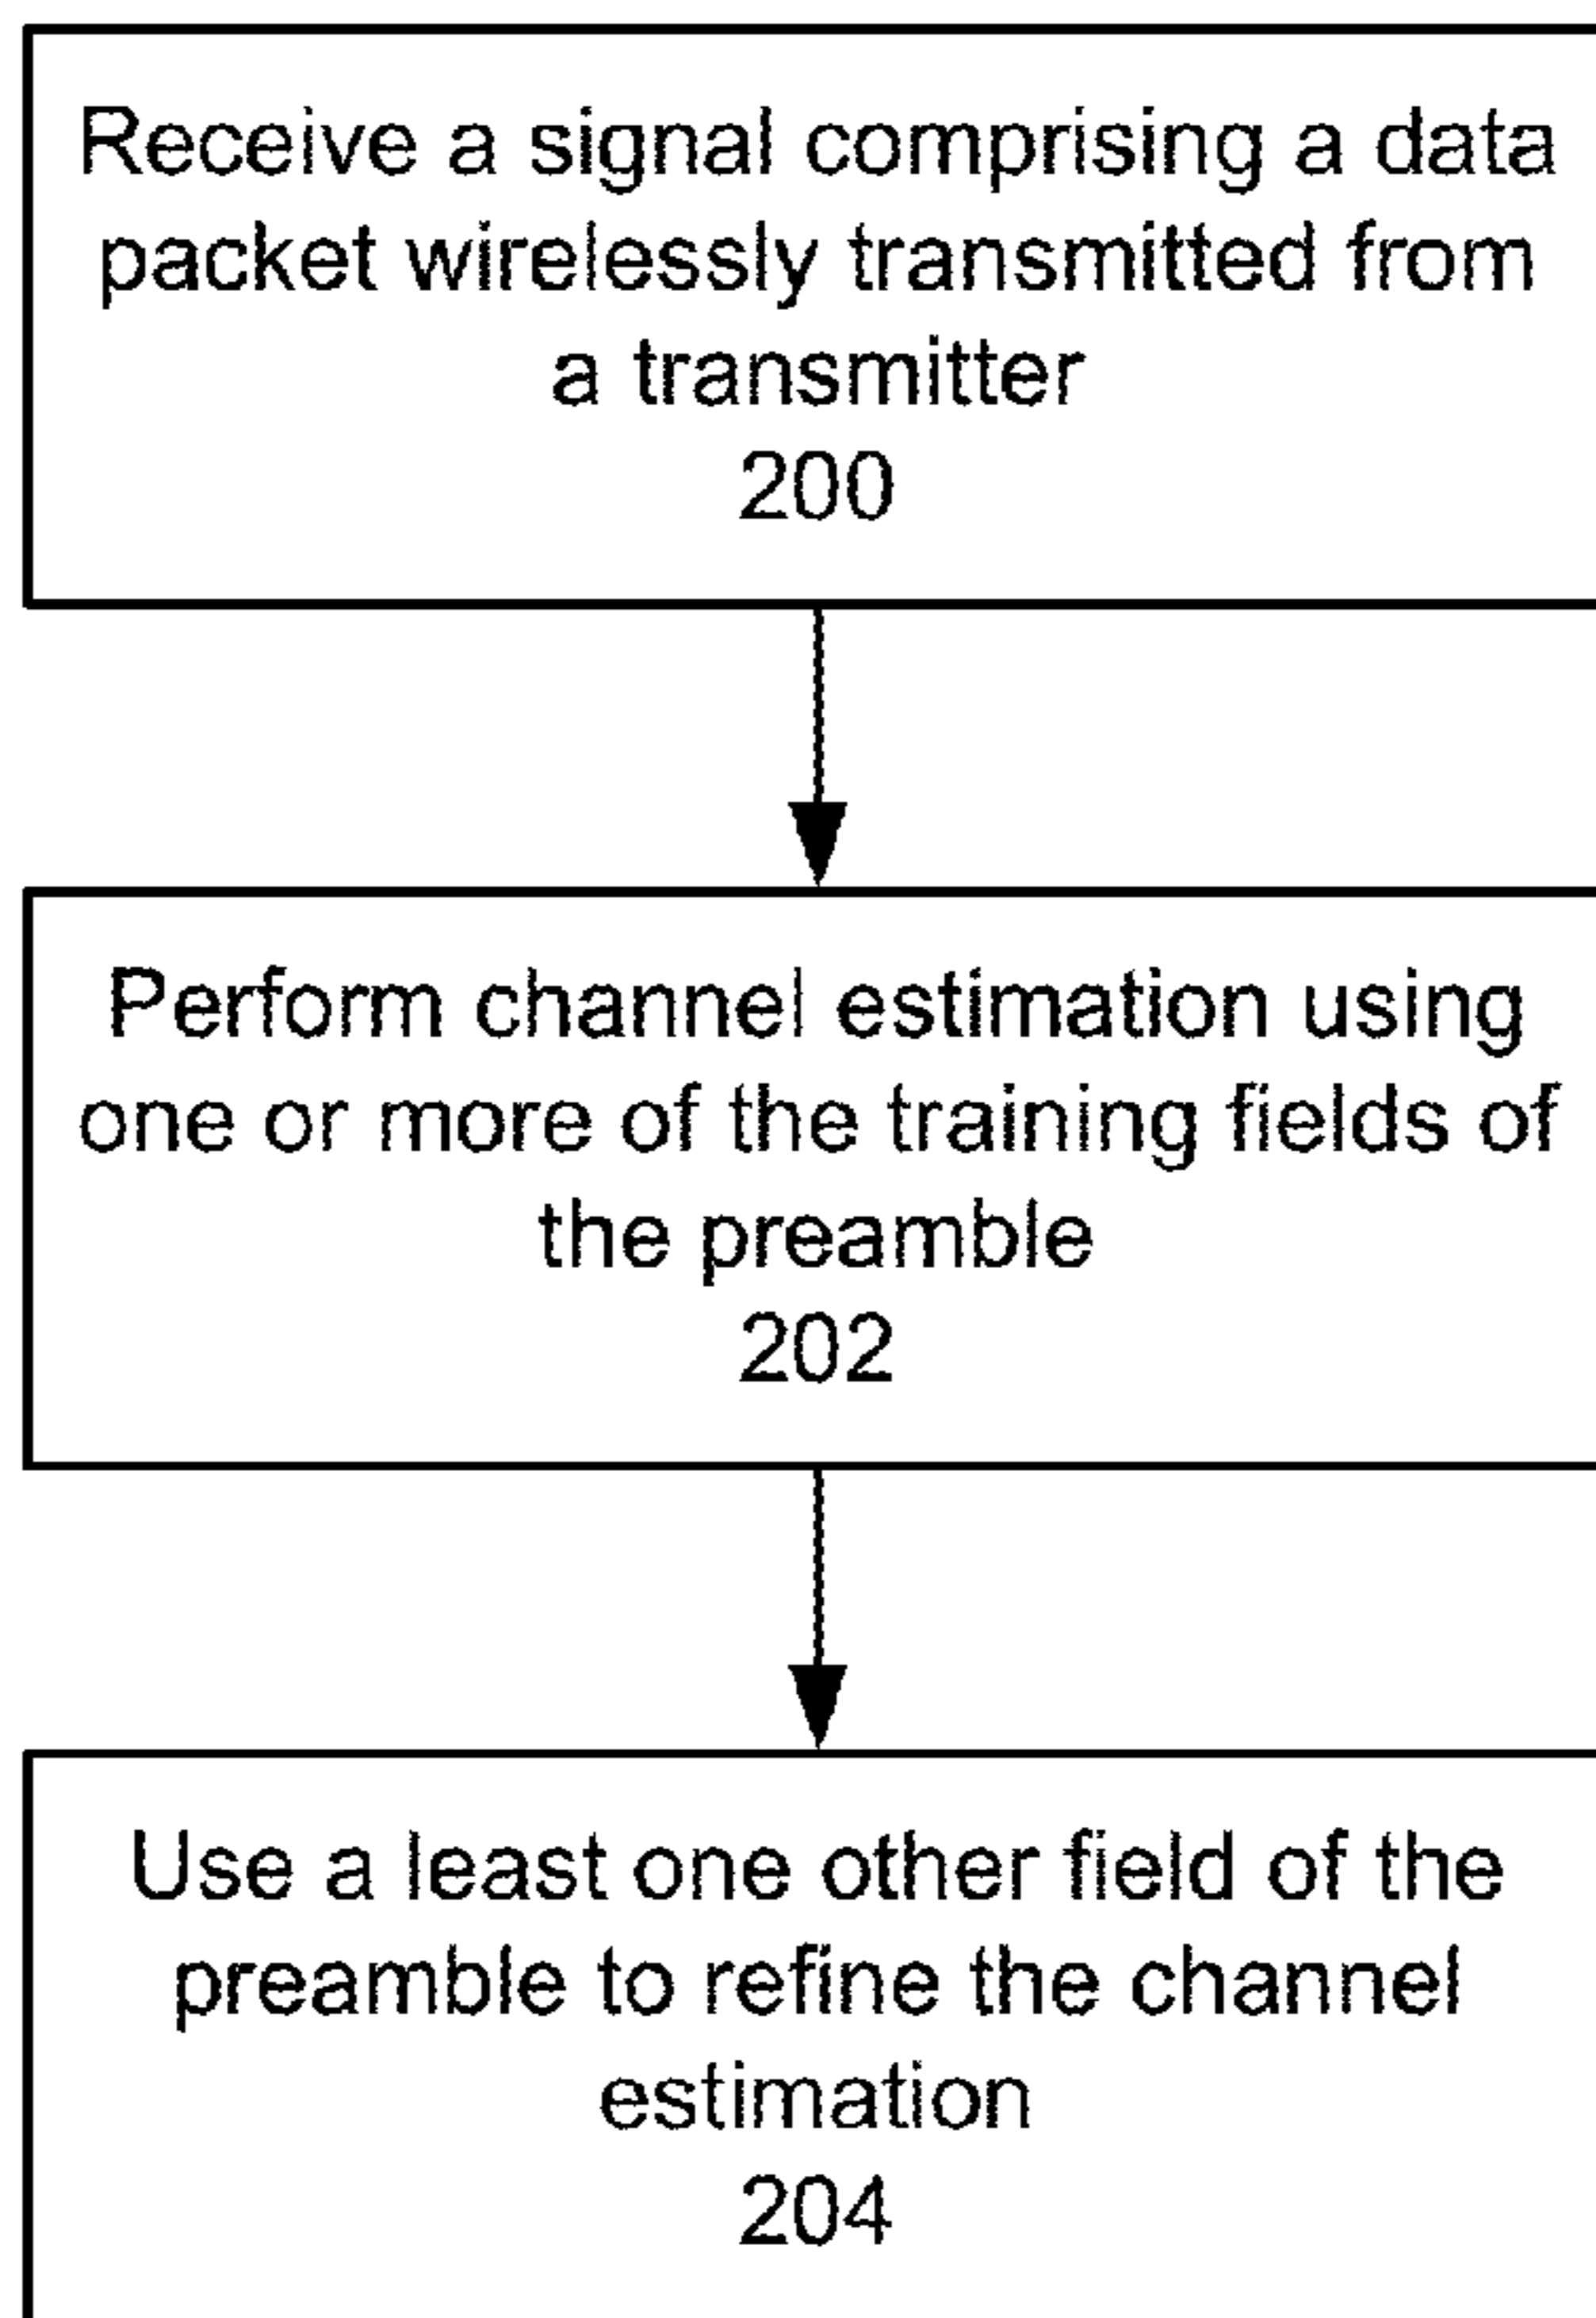 Receive a signal comprising a data
packet wirelessly transmitted from
a transmitter
200
Perform channel estimation using
one or more of the training fields of
the preamble
202
Use a least one other field of the
preamble to refine the channel
estimation
204